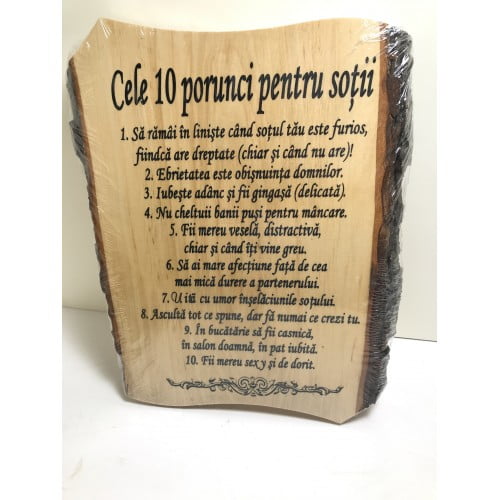 Cele 10 porunci pentru soții
1. Să rămâi în liniște când soțul tău este furios,
fiindcă are dreptate (chiar și când nu are)!
2. Ebrietatea este obișnuința domnilor.
3. Iubește adânc și fii gingașă (delicată).
4. Nu cheltuii banii puși pentru mâncare.
5. Fii mereu veselă, distractivă,
chiar și când îți vine greu.
6. Să ai mare afecțiune față de cea
mai mică durere a partenerului.
7. Uită cu umor înșelăciunile soțului.
8. Ascultă tot ce spune, dar fă numai ce crezi tu.
9. În bucătărie să fii casnică,
în salon doamnă, în pat iubită.
10. Fii mereu sexy și de dorit.